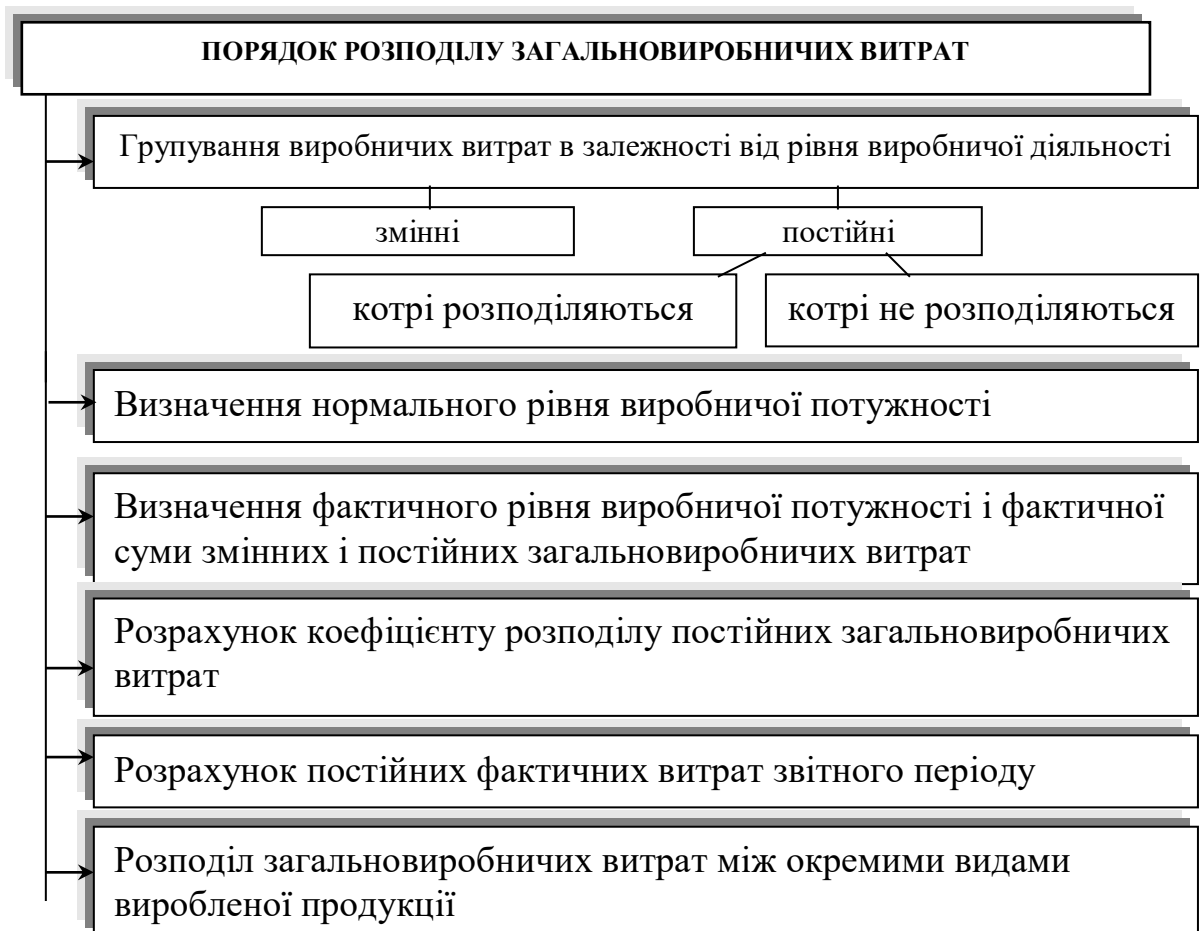 ПОРЯДОК РОЗПОДІЛУ ЗАГАЛЬНОВИРОБНИЧИХ ВИТРАТ
Групування виробничих витрат в залежності від рівня виробничої діяльності
змінні
постійні
котрі розподіляються
котрі не розподіляються
Визначення нормального рівня виробничої потужності
Визначення фактичного рівня виробничої потужності і фактичної
суми змінних і постійних загальновиробничих витрат
Розрахунок коефіцієнту розподілу постійних загальновиробничих
витрат
Розрахунок постійних фактичних витрат звітного періоду
Розподіл загальновиробничих витрат між окремими видами
виробленої продукції